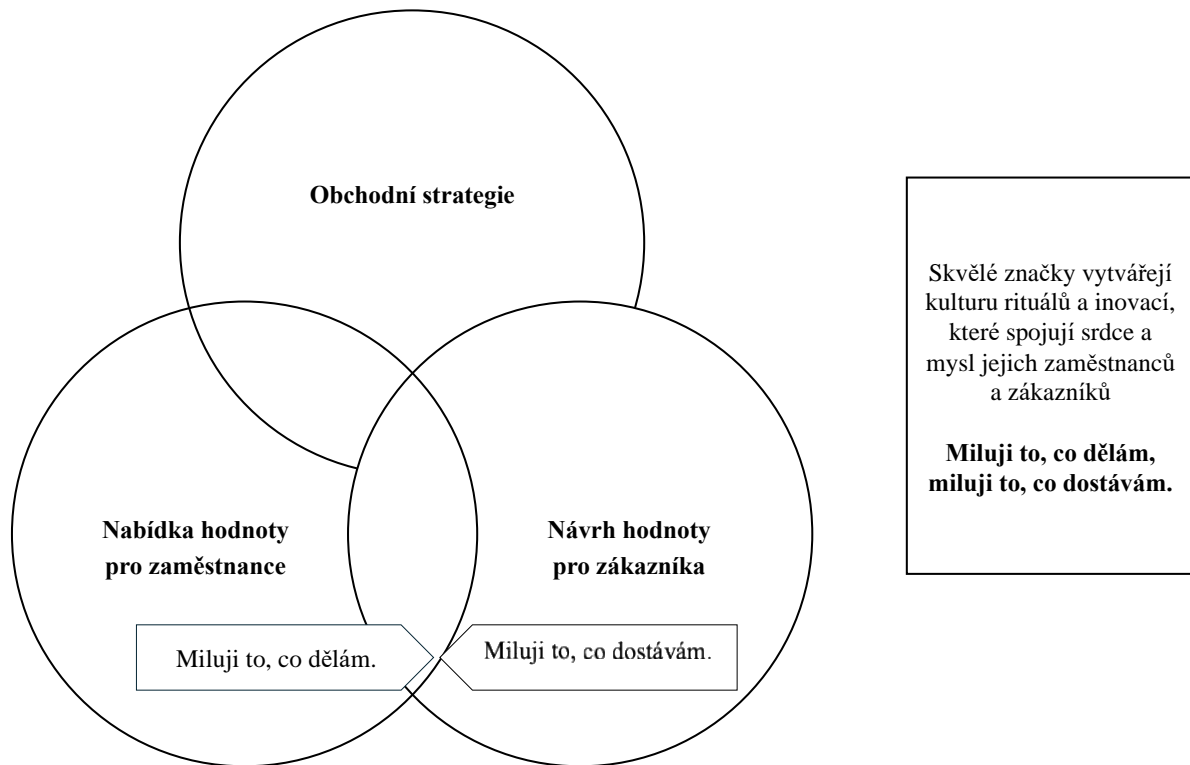 Obchodní strategie
Nabídka hodnoty
pro zaměstnance
Návrh hodnoty
pro zákazníka
Miluji to, co dělám.
Miluji to, co dostávám.
Skvělé značky vytvářejí
kulturu rituálů a inovací,
které spojují srdce a
mysl jejich zaměstnanců
a zákazníků
Miluji to, co dělám,
miluji to, co dostávám.